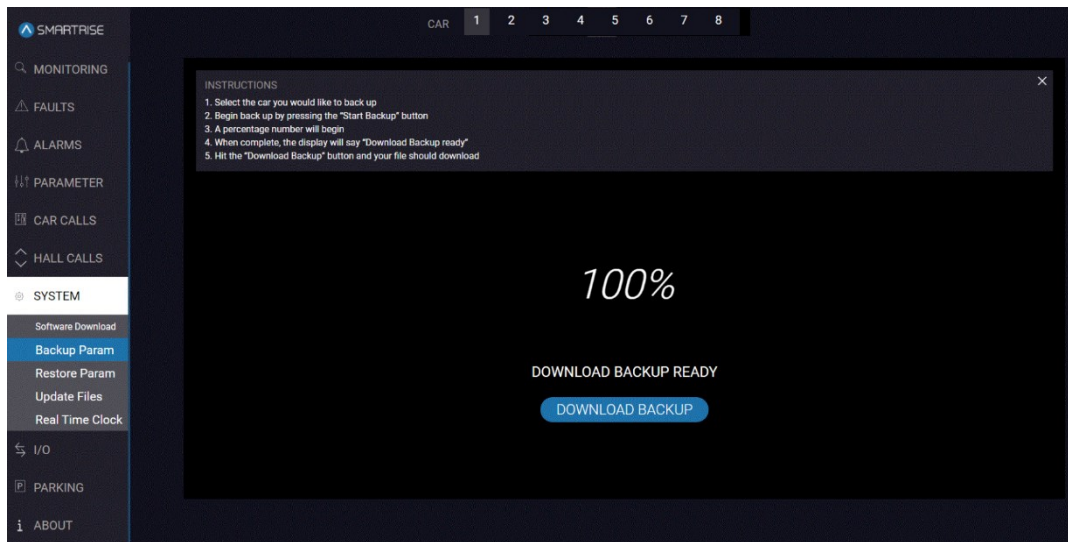 SMARTRISE
CAR 1 2 3 4 5 6 7 8
MONITORING
FAULTS
ALARMS
PARAMETER
CAR CALLS
HALL CALLS
SYSTEM
Software Download
Backup Param
Restore Param
Update Files
Real Time Clock
I/O
P PARKING
i ABOUT
INSTRUCTIONS
1. Select the car you would like to back up
2. Begin back up by pressing the "Start Backup" button
3. A percentage number will begin
4. When complete, the display will say "Download Backup ready"
5. Hit the "Download Backup" button and your file should download
100%
DOWNLOAD BACKUP READY
DOWNLOAD BACKUP